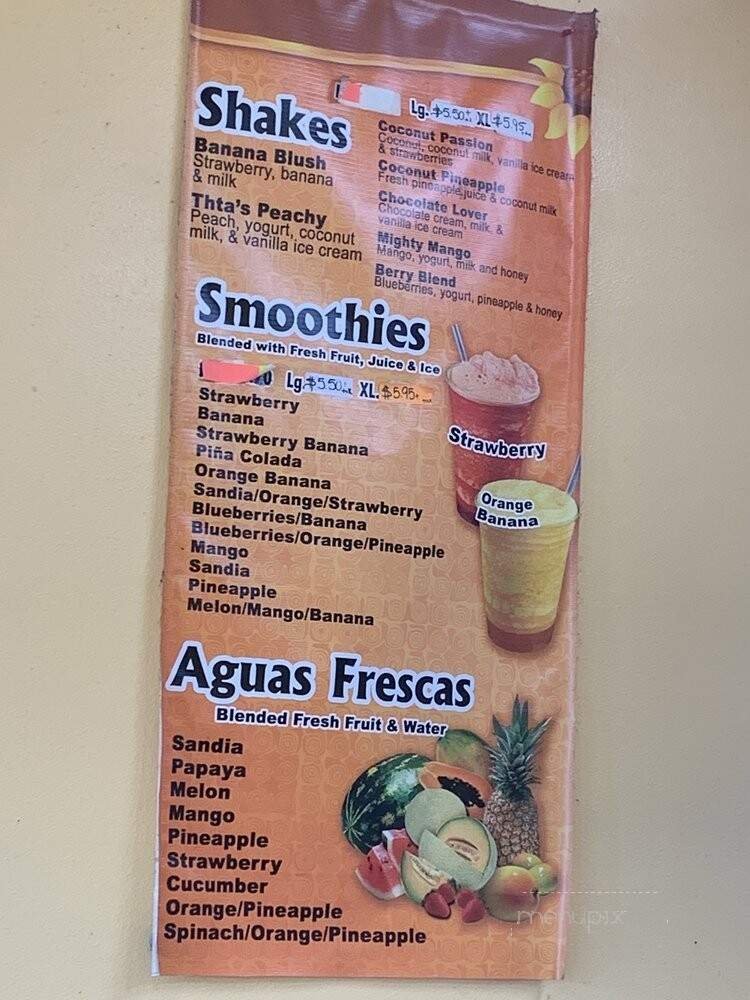 Shakes
Lg. $5.50 XL $5.95
Banana Blush
Strawberry, banana
& milk
Thta's Peachy
Peach, yogurt, coconut
milk, & vanilla ice cream
Coconut Passion
Coconut, coconut milk, vanilla ice cream
& strawberries
Coconut Pineapple
Fresh pineapple,juice & coconut milk
Chocolate Lover
Chocolate cream, milk, &
vanilla ice cream
Mighty Mango
Mango, yogurt, milk and honey
Berry Blend
Blueberries, yogurt, pineapple & honey
Smoothies
Blended with Fresh Fruit, Juice & Ice
Lg. $5.50 XL. $5.95
Strawberry
Banana
Strawberry Banana
Piña Colada
Orange Banana
Sandia/Orange/Strawberry
Blueberries/Banana
Blueberries/Orange/Pineapple
Mango
Sandia
Pineapple
Melon/Mango/Banana
Strawberry
Orange
Banana
Aguas Frescas
Blended Fresh Fruit & Water
Sandia
Papaya
Melon
Mango
Pineapple
Strawberry
Cucumber
Orange/Pineapple
Spinach/Orange/Pineapple
menupix